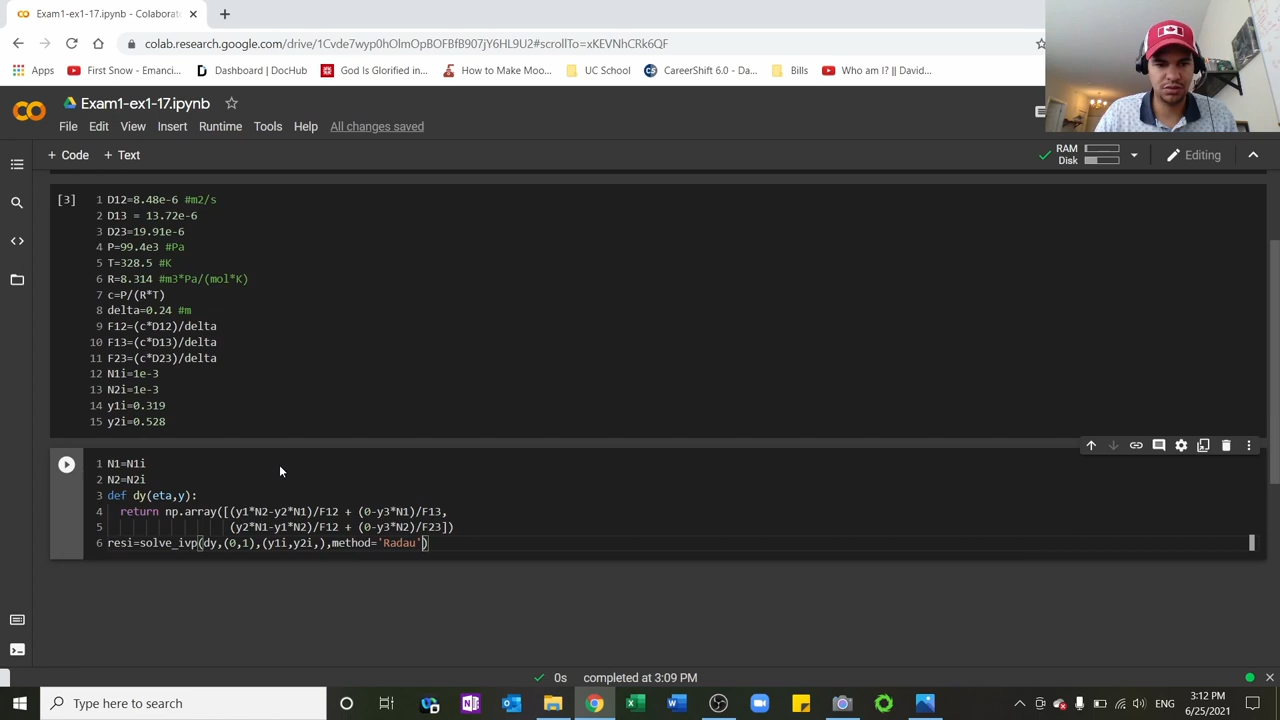 Exam1-ex1-17.ipynb - Colaborato
colab.research.google.com/drive/
Apps
First Snow - Emanci...
Dashboard | DocHub
God Is Glorified in...
How to Make Moo...
UC School
CareerShift 6.0 - Da...
Bills
Who am I? || David...
Exam1-ex1-17.ipynb
File Edit View Insert Runtime Tools Help All changes saved
+ Code + Text
RAM
Disk
Editing
[3]
1 D12=8.48e-6 #m2/s
2 D13 = 13.72e-6
3 D23=19.91e-6
4 P=99.4e3 #Pa
5 T=328.5 #K
6 R=8.314 #m3*Pa/(mol*K)
7 c=P/(R*T)
8 delta=0.24 #m
9 F12=(c*D12)/delta
10 F13=(c*D13)/delta
11 F23=(c*D23)/delta
12 N1i=1e-3
13 N2i=1e-3
14 y1i=0.319
15 y2i=0.528
1 N1=N1i
2 N2=N2i
3 def dy(eta,y):
4 return np.array([(y1*N2-y2*N1)/F12 + (0-y3*N1)/F13,
5 (y2*N1-y1*N2)/F12 + (0-y3*N2)/F23])
6 resi=solve_ivp(dy,(0,1),(y1i,y2i,),method='Radau')
0s completed at 3:09 PM
Type here to search
ENG
3:12 PM
6/25/2021